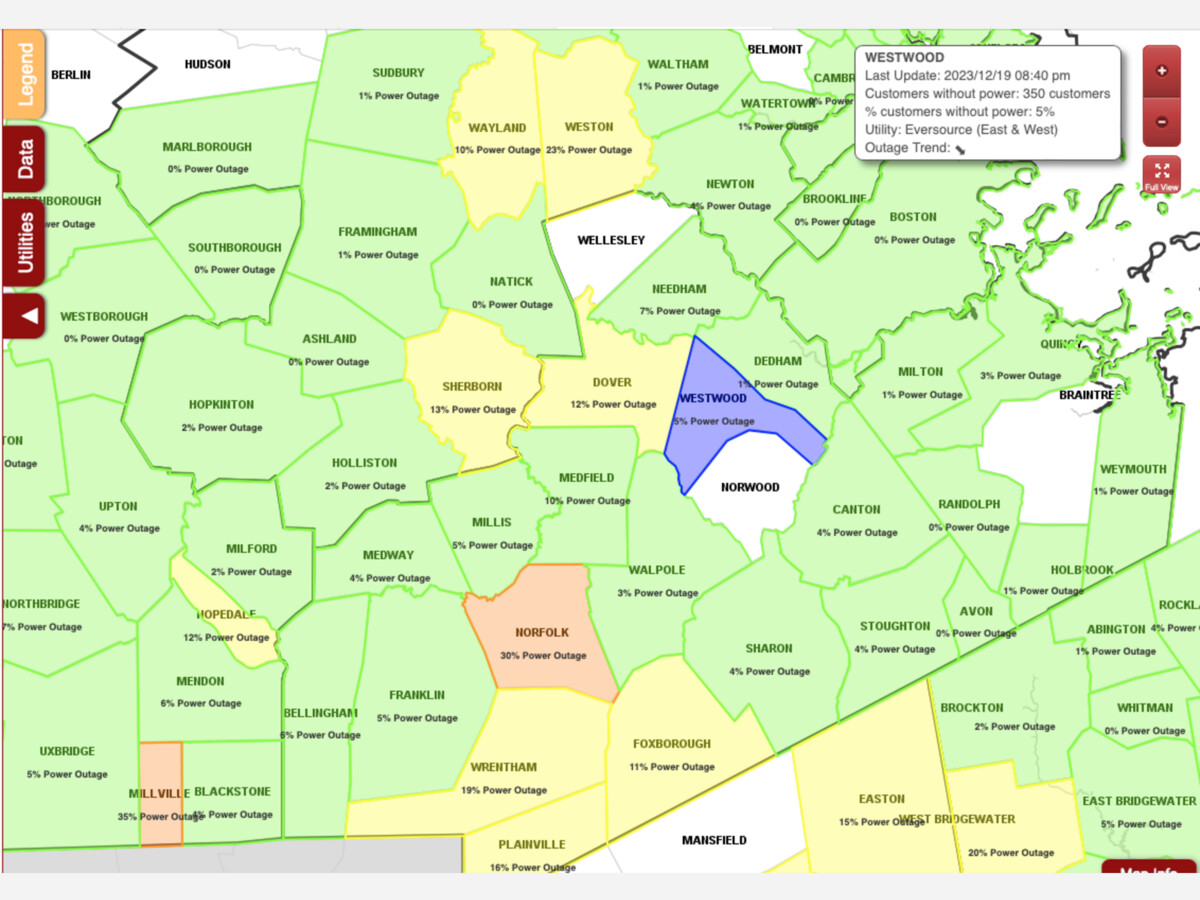 Legend
Data
Utilities
BERLIN
HUDSON
SUDBURY
1% Power Outage
WALTHAM
1% Power Outage
BELMONT
WATERTOWN
1% Power Outage
WESTWOOD
Last Update: 2023/12/19 08:40 pm
Customers without power: 350 customers
% customers without power: 5%
Utility: Eversource (East & West)
Outage Trend:
Full View
MARLBOROUGH
0% Power Outage
WAYLAND
10% Power Outage
WESTON
23% Power Outage
NEWTON
4% Power Outage
BROOKLINE
0% Power Outage
BOSTON
0% Power Outage
SOUTHBOROUGH
0% Power Outage
FRAMINGHAM
1% Power Outage
WELLESLEY
NATICK
0% Power Outage
NEEDHAM
7% Power Outage
WESTBOROUGH
0% Power Outage
ASHLAND
0% Power Outage
QUINCY
3% Power Outage
DEDHAM
1% Power Outage
MILTON
1% Power Outage
SHERBORN
13% Power Outage
DOVER
12% Power Outage
WESTWOOD
5% Power Outage
BRAINTREE
HOPKINTON
2% Power Outage
HOLLISTON
2% Power Outage
MEDFIELD
10% Power Outage
NORWOOD
WEYMOUTH
1% Power Outage
UPTON
4% Power Outage
MILLIS
5% Power Outage
CANTON
4% Power Outage
RANDOLPH
0% Power Outage
MILFORD
2% Power Outage
MEDWAY
4% Power Outage
WALPOLE
3% Power Outage
HOLBROOK
1% Power Outage
NORTHBRIDGE
7% Power Outage
HOPEDALE
12% Power Outage
NORFOLK
30% Power Outage
SHARON
4% Power Outage
STOUGHTON
4% Power Outage
AVON
0% Power Outage
ABINGTON
1% Power Outage
MENDON
6% Power Outage
BELLINGHAM
6% Power Outage
FRANKLIN
5% Power Outage
BROCKTON
2% Power Outage
WHITMAN
0% Power Outage
UXBRIDGE
5% Power Outage
FOXBOROUGH
11% Power Outage
WRENTHAM
19% Power Outage
MILLVILLE
35% Power Outage
BLACKSTONE
4% Power Outage
EASTON
15% Power Outage
WEST BRIDGEWATER
20% Power Outage
EAST BRIDGEWATER
5% Power Outage
MANSFIELD
PLAINVILLE
16% Power Outage
Map Info